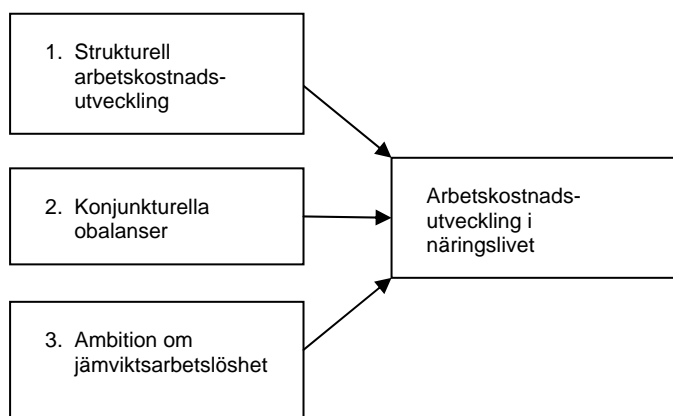 1. Strukturell
arbetskostnads-
utveckling
2. Konjunkturella
obalanser
3. Ambition om
jämviktsarbetslöshet
Arbetskostnads-
utveckling i
näringslivet